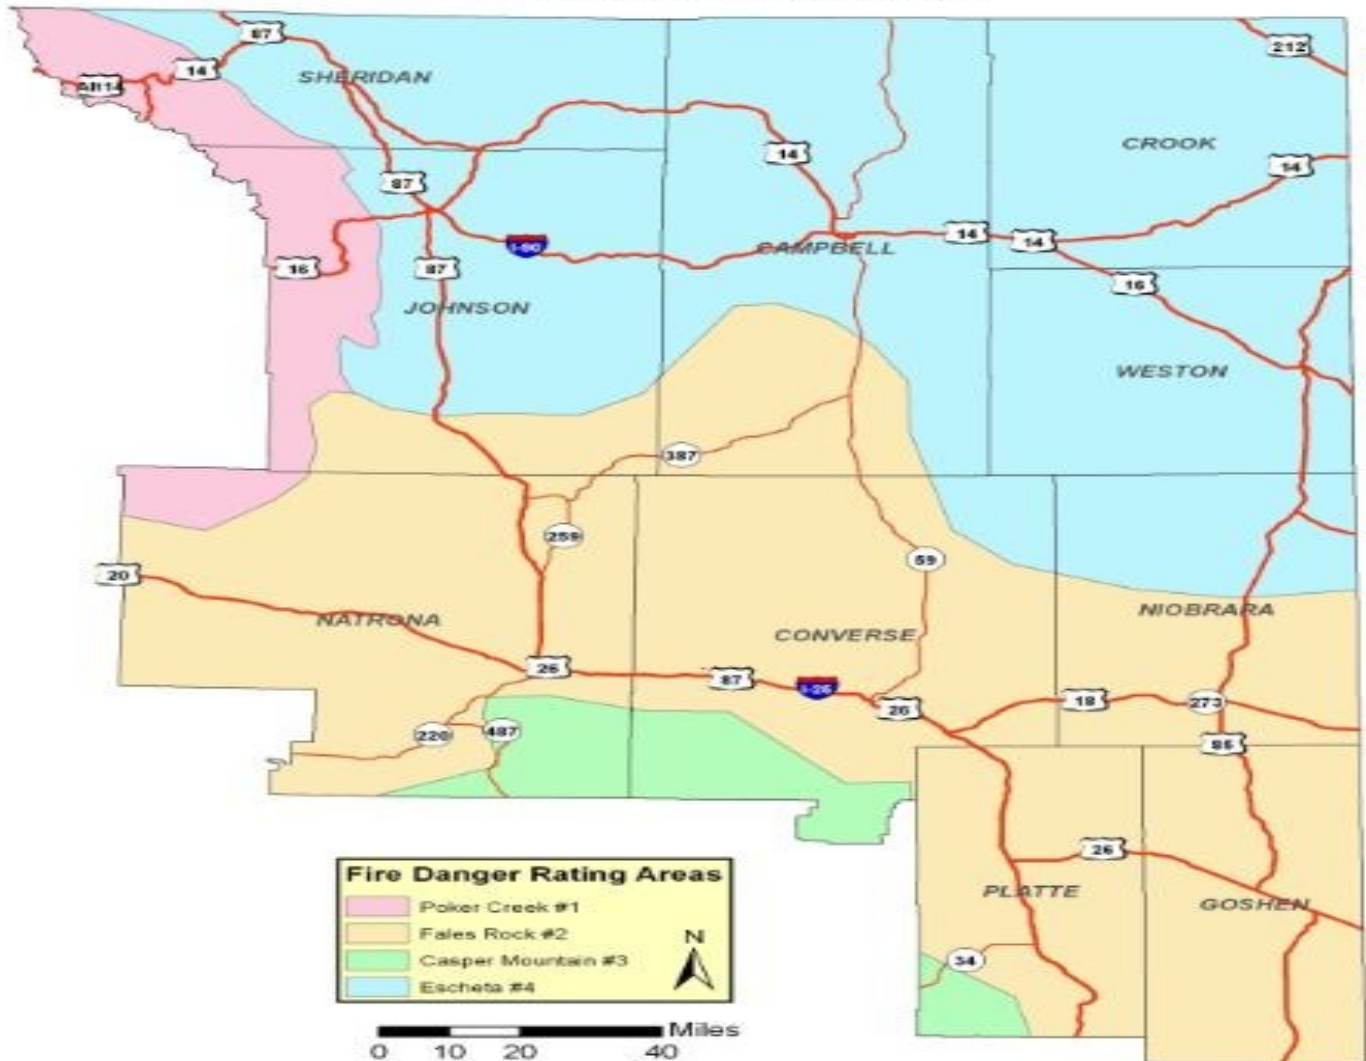 87
212
14
Alt14
SHERIDAN
CROOK
14
14
87
14
14
I-90
CAMPBELL
16
87
16
JOHNSON
WESTON
387
259
59
20
NATRONA
CONVERSE
NIOBRARA
26
87
I-25
18
273
26
220
487
85
26
PLATTE
GOSHEN
34
Fire Danger Rating Areas
Poker Creek #1
Fales Rock #2
Casper Mountain #3
Escheta #4
N
Miles
0 10 20 40